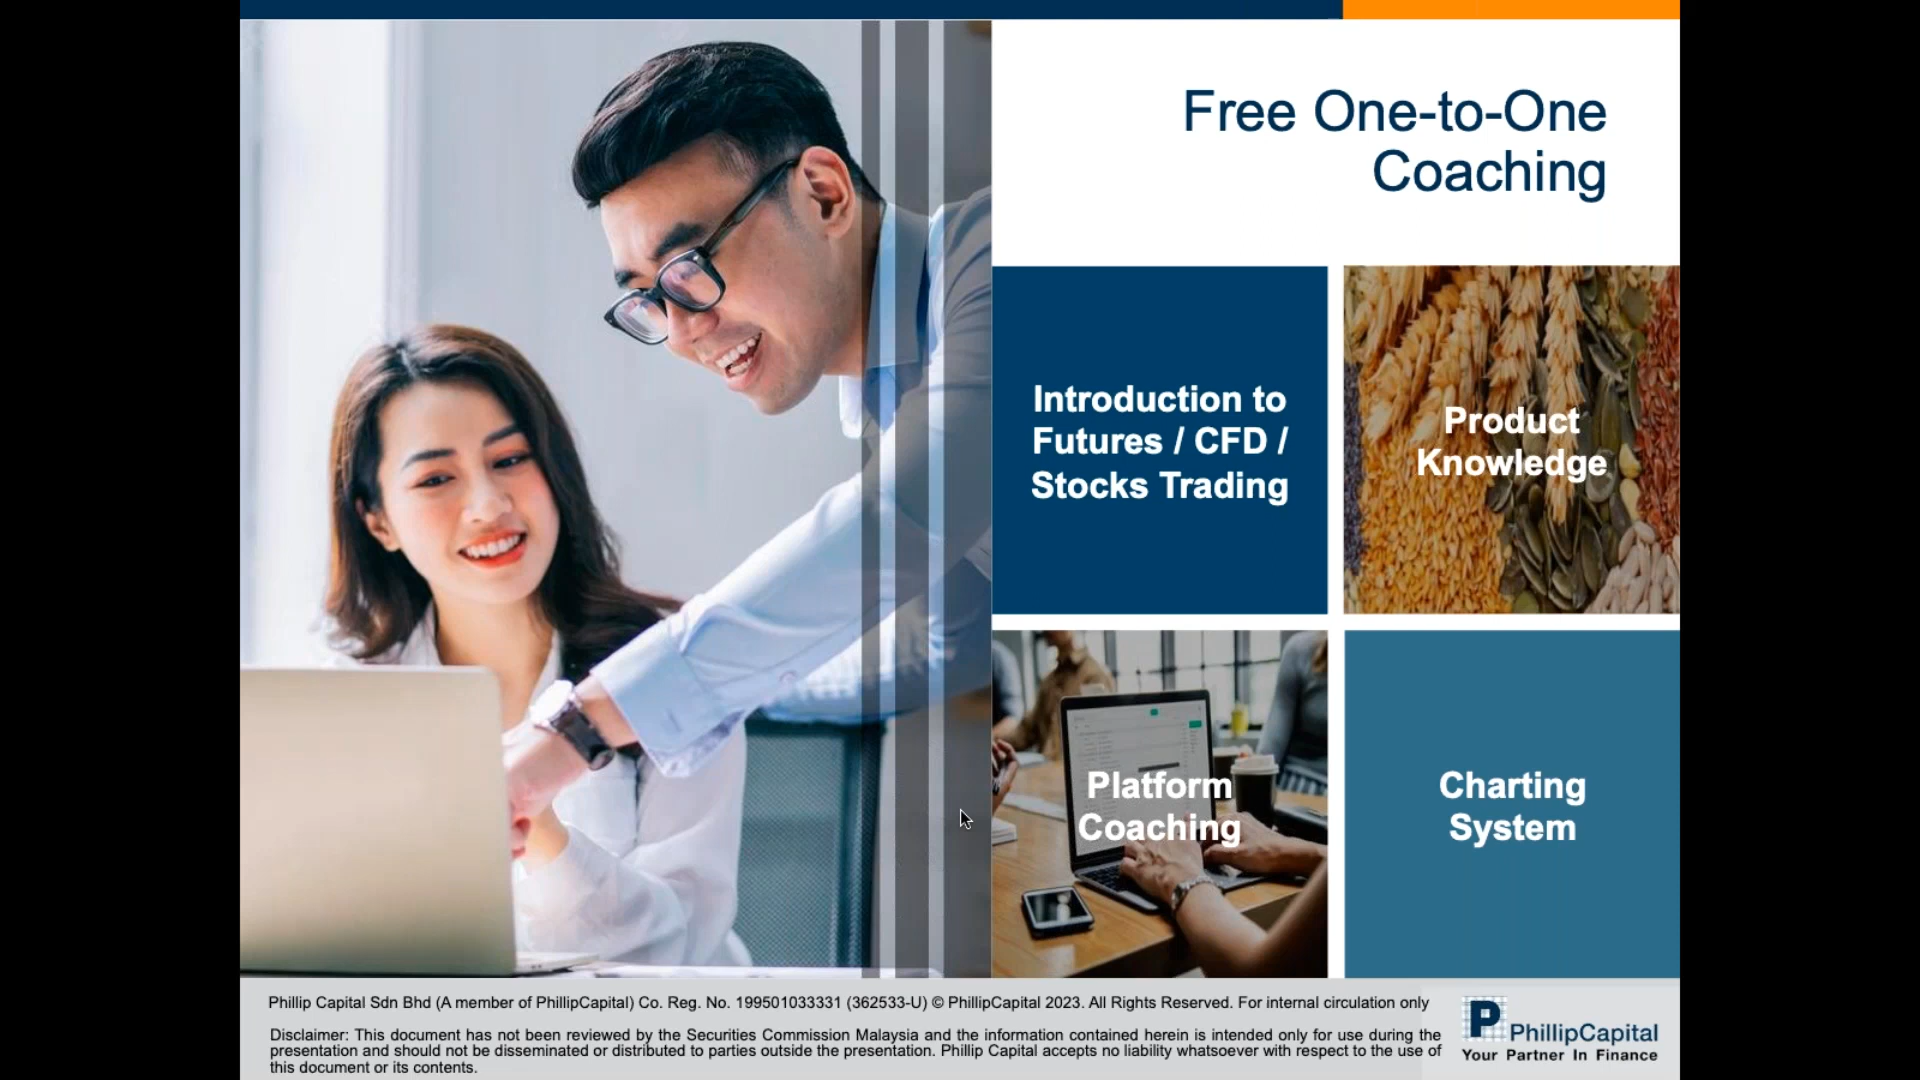 Free One-to-One
Coaching
Introduction to
Futures / CFD /
Stocks Trading
Product
Knowledge
Platform
Coaching
Charting
System
Phillip Capital Sdn Bhd (A member of PhillipCapital) Co. Reg. No. 199501033331 (362533-U) © PhillipCapital 2023. All Rights Reserved. For internal circulation only
Disclaimer: This document has not been reviewed by the Securities Commission Malaysia and the information contained herein is intended only for use during the
presentation and should not be disseminated or distributed to parties outside the presentation. Phillip Capital accepts no liability whatsoever with respect to the use of
this document or its contents.
P
PhillipCapital
Your Partner In Finance